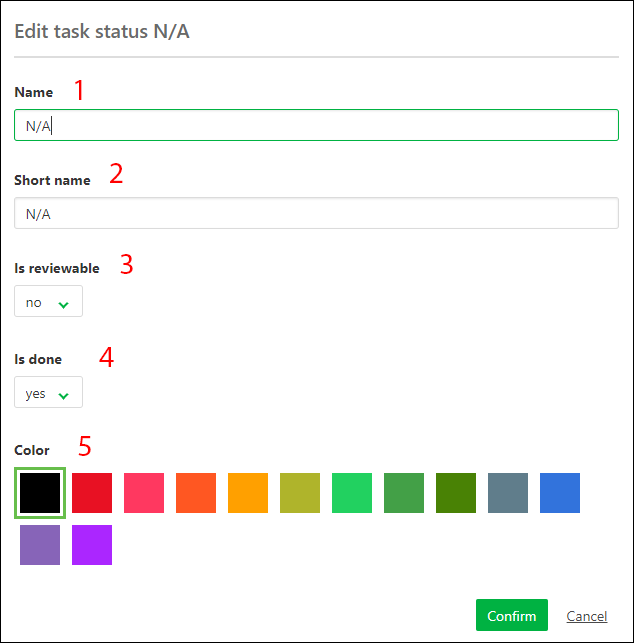 Edit task status N/A
Name 1
N/A
Short name 2
N/A
Is reviewable 3
no
Is done 4
yes
Color 5
Confirm Cancel